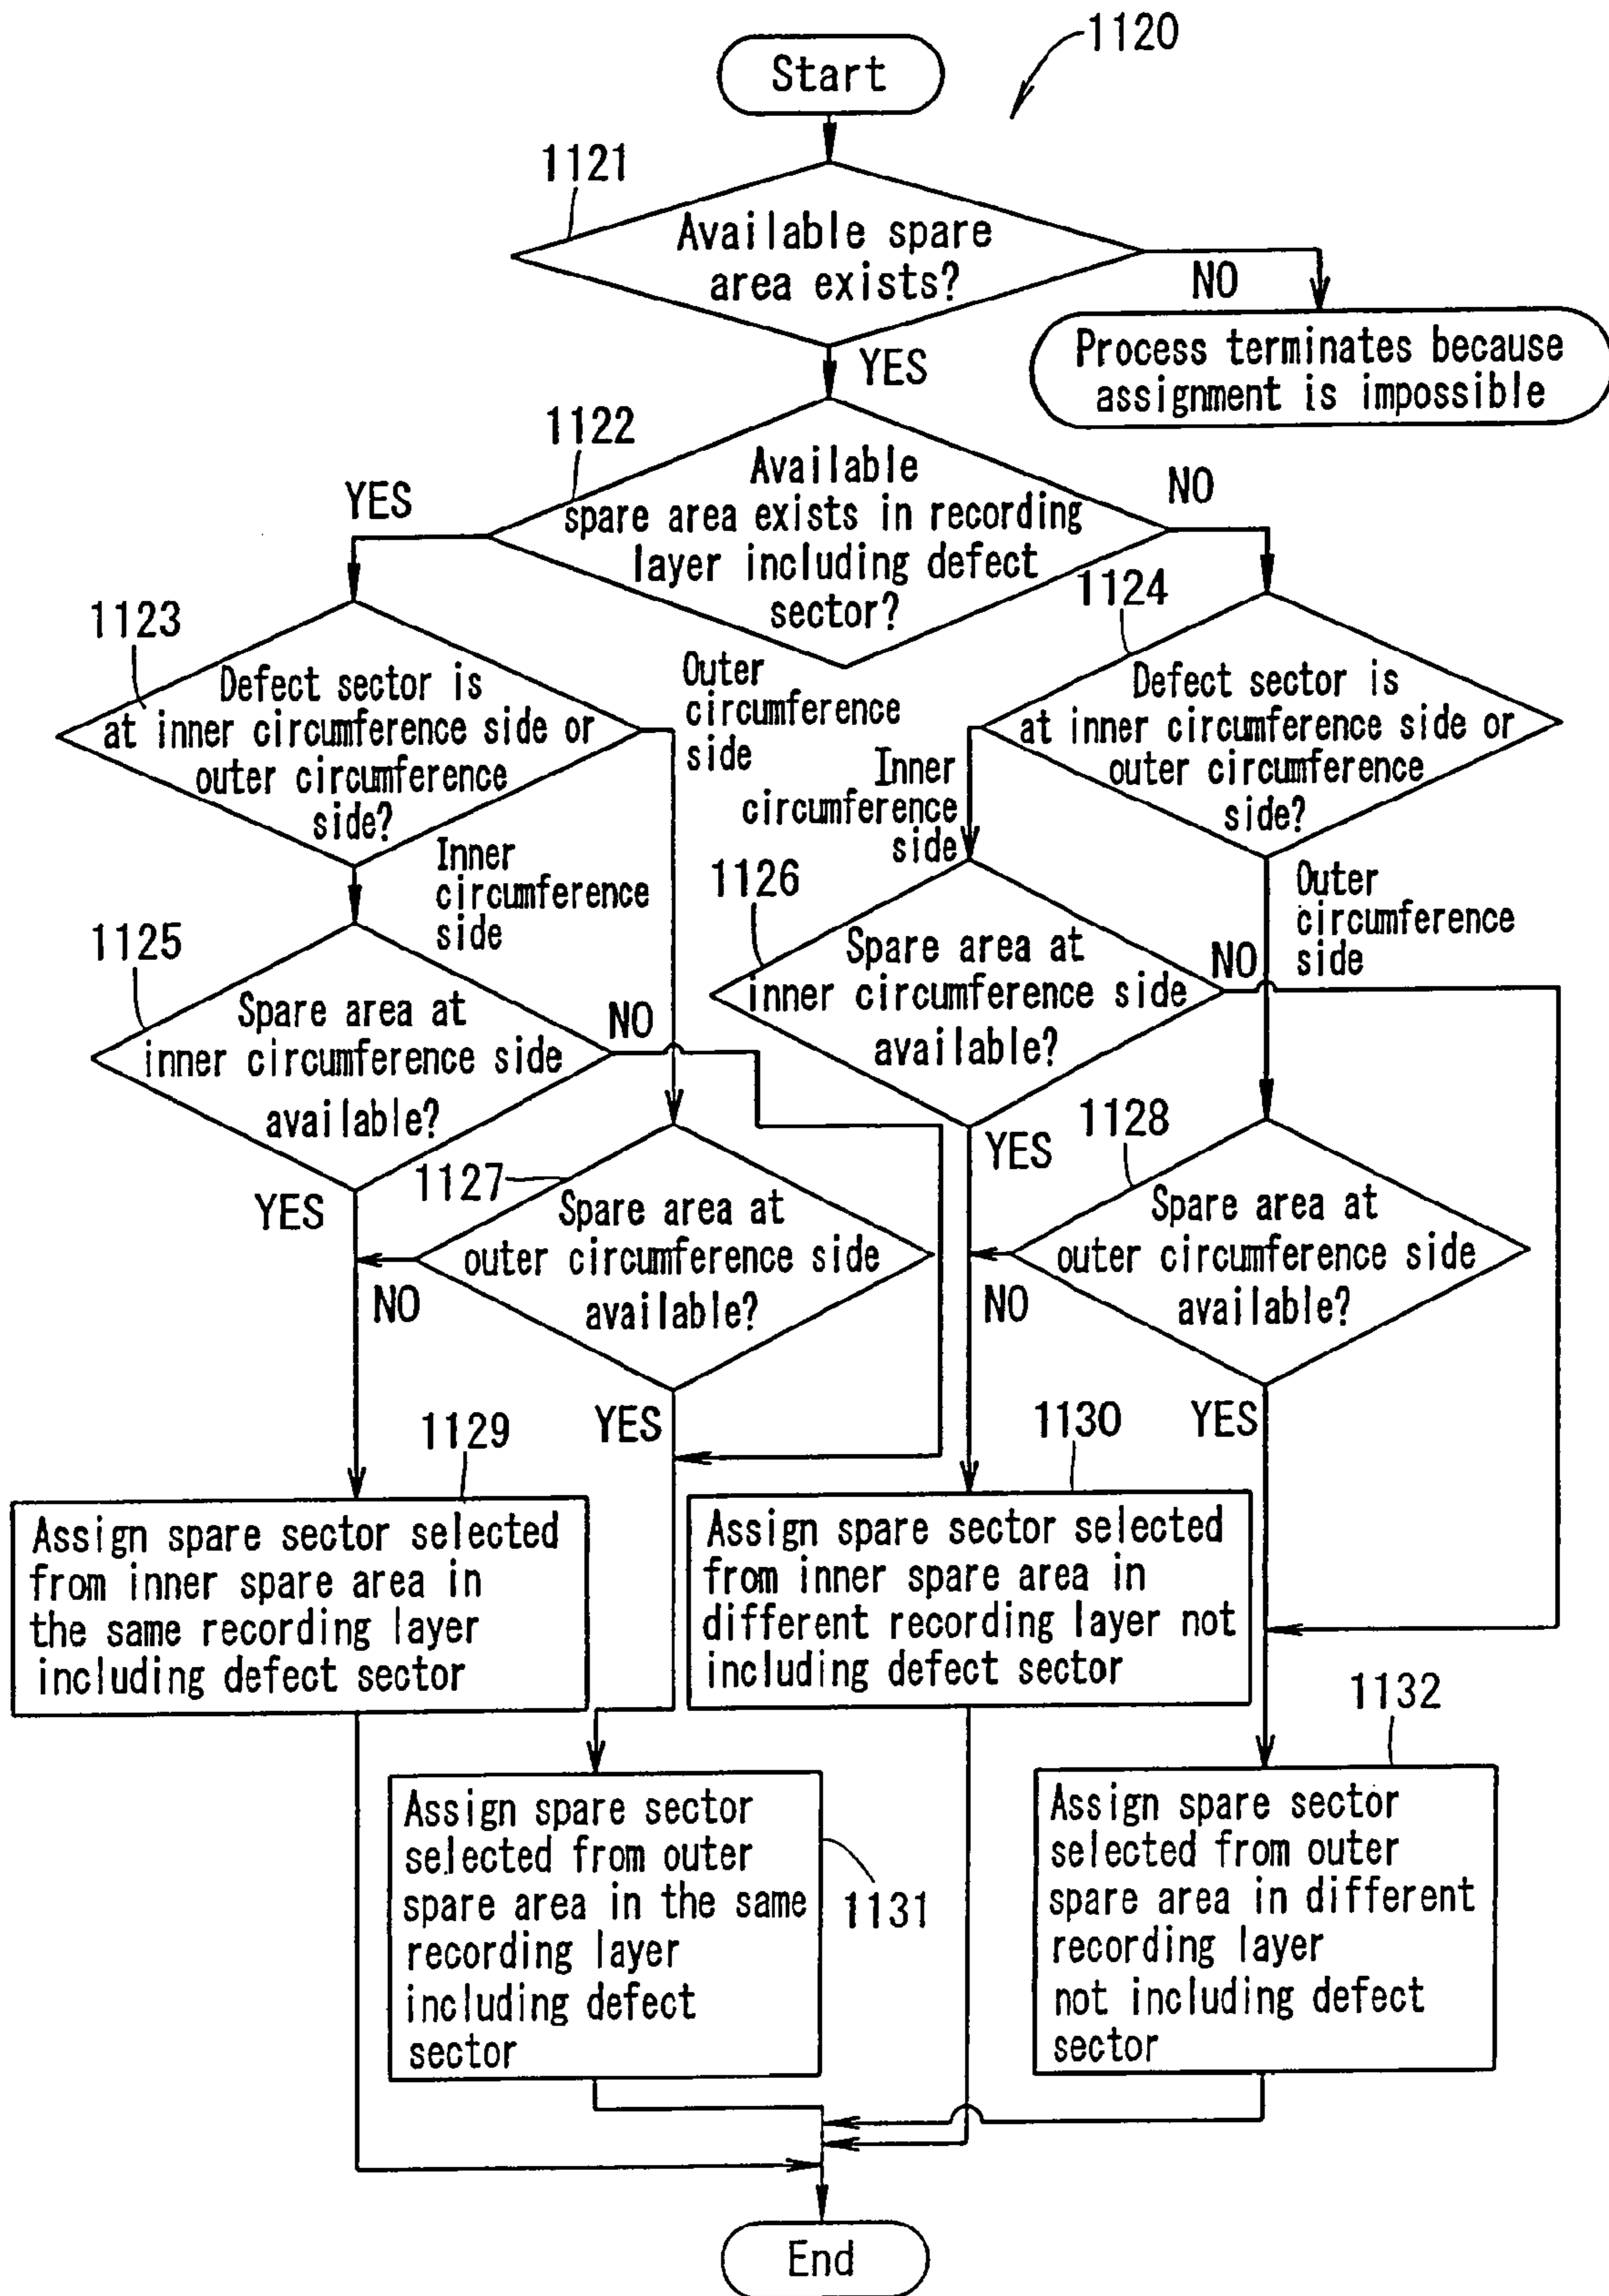 1120
Start
1121
Available spare
area exists?
NO
Process terminates because
assignment is impossible
YES
1122
Available
spare area exists in recording
layer including defect
sector?
YES
NO
1123
Defect sector is
at inner circumference side or
outer circumference
side?
Outer
circumference
side
Inner
circumference
side
1124
Defect sector is
at inner circumference side or
outer circumference
side?
Inner
circumference
side
Outer
circumference
side
1125
Spare area at
inner circumference side
available?
NO
YES
1126
Spare area at
inner circumference side
available?
NO
YES
1127
Spare area at
outer circumference side
available?
NO
YES
1128
Spare area at
outer circumference side
available?
NO
YES
1129
Assign spare sector selected
from inner spare area in
the same recording layer
including defect sector
1130
Assign spare sector selected
from inner spare area in
different recording layer not
including defect sector
1131
Assign spare sector
selected from outer
spare area in the same
recording layer
including defect
sector
1132
Assign spare sector
selected from outer
spare area in different
recording layer
not including defect
sector
End